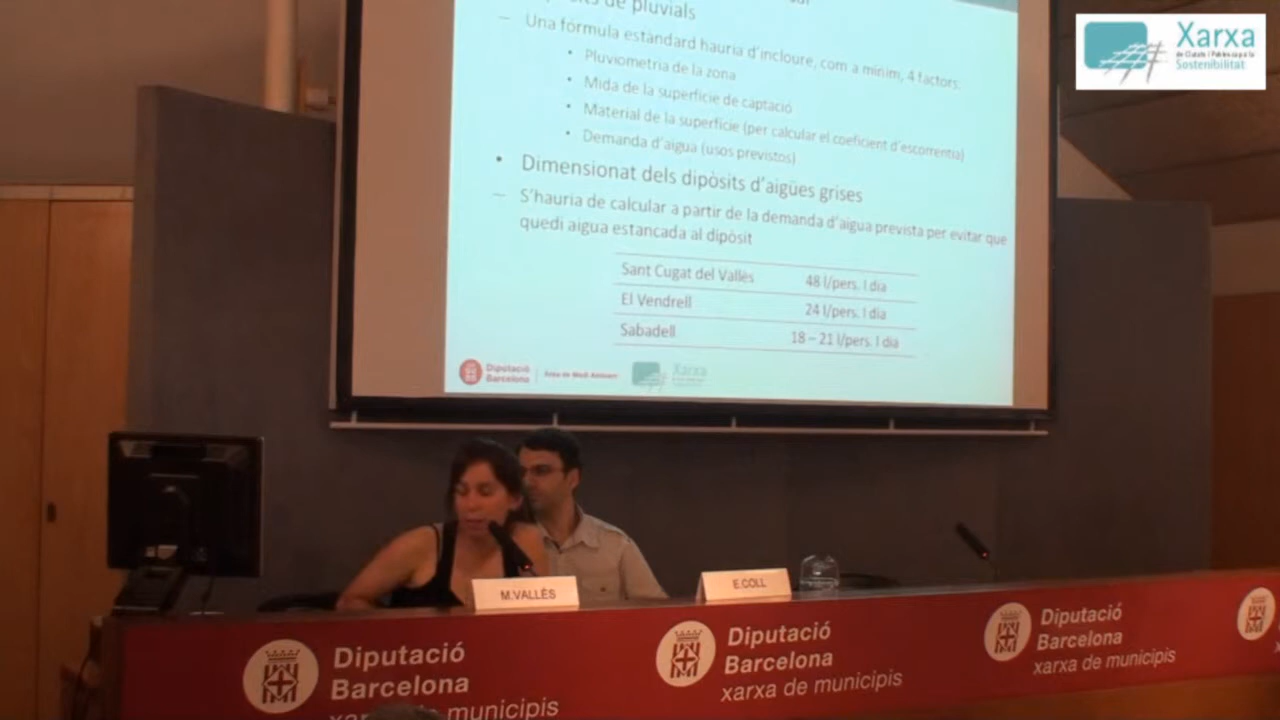 de pluvials
– Una fórmula estàndard hauria d'incloure, com a mínim, 4 factors:
• Pluviometria de la zona
• Mida de la superfície de captació
• Material de la superfície (per calcular el coeficient d'escorrentia)
• Demanda d'aigua (usos previstos)
• Dimensionat dels dipòsits d'aigües grises
– S'hauria de calcular a partir de la demanda d'aigua prevista per evitar que
quedi aigua estancada al dipòsit
Sant Cugat del Vallès 48 l/pers. I dia
El Vendrell 24 l/pers. I dia
Sabadell 18 – 21 l/pers. I dia
Diputació
Barcelona
Xarxa
Xarxa
de Ciutats i Pobles cap a la
Sostenibilitat
M.VALLÈS
E.COLL
Diputació
Barcelona
xarxa de municipis
Diputació
Barcelona
xarxa de municipis
Diputació
Barcelona
xarxa de municipis